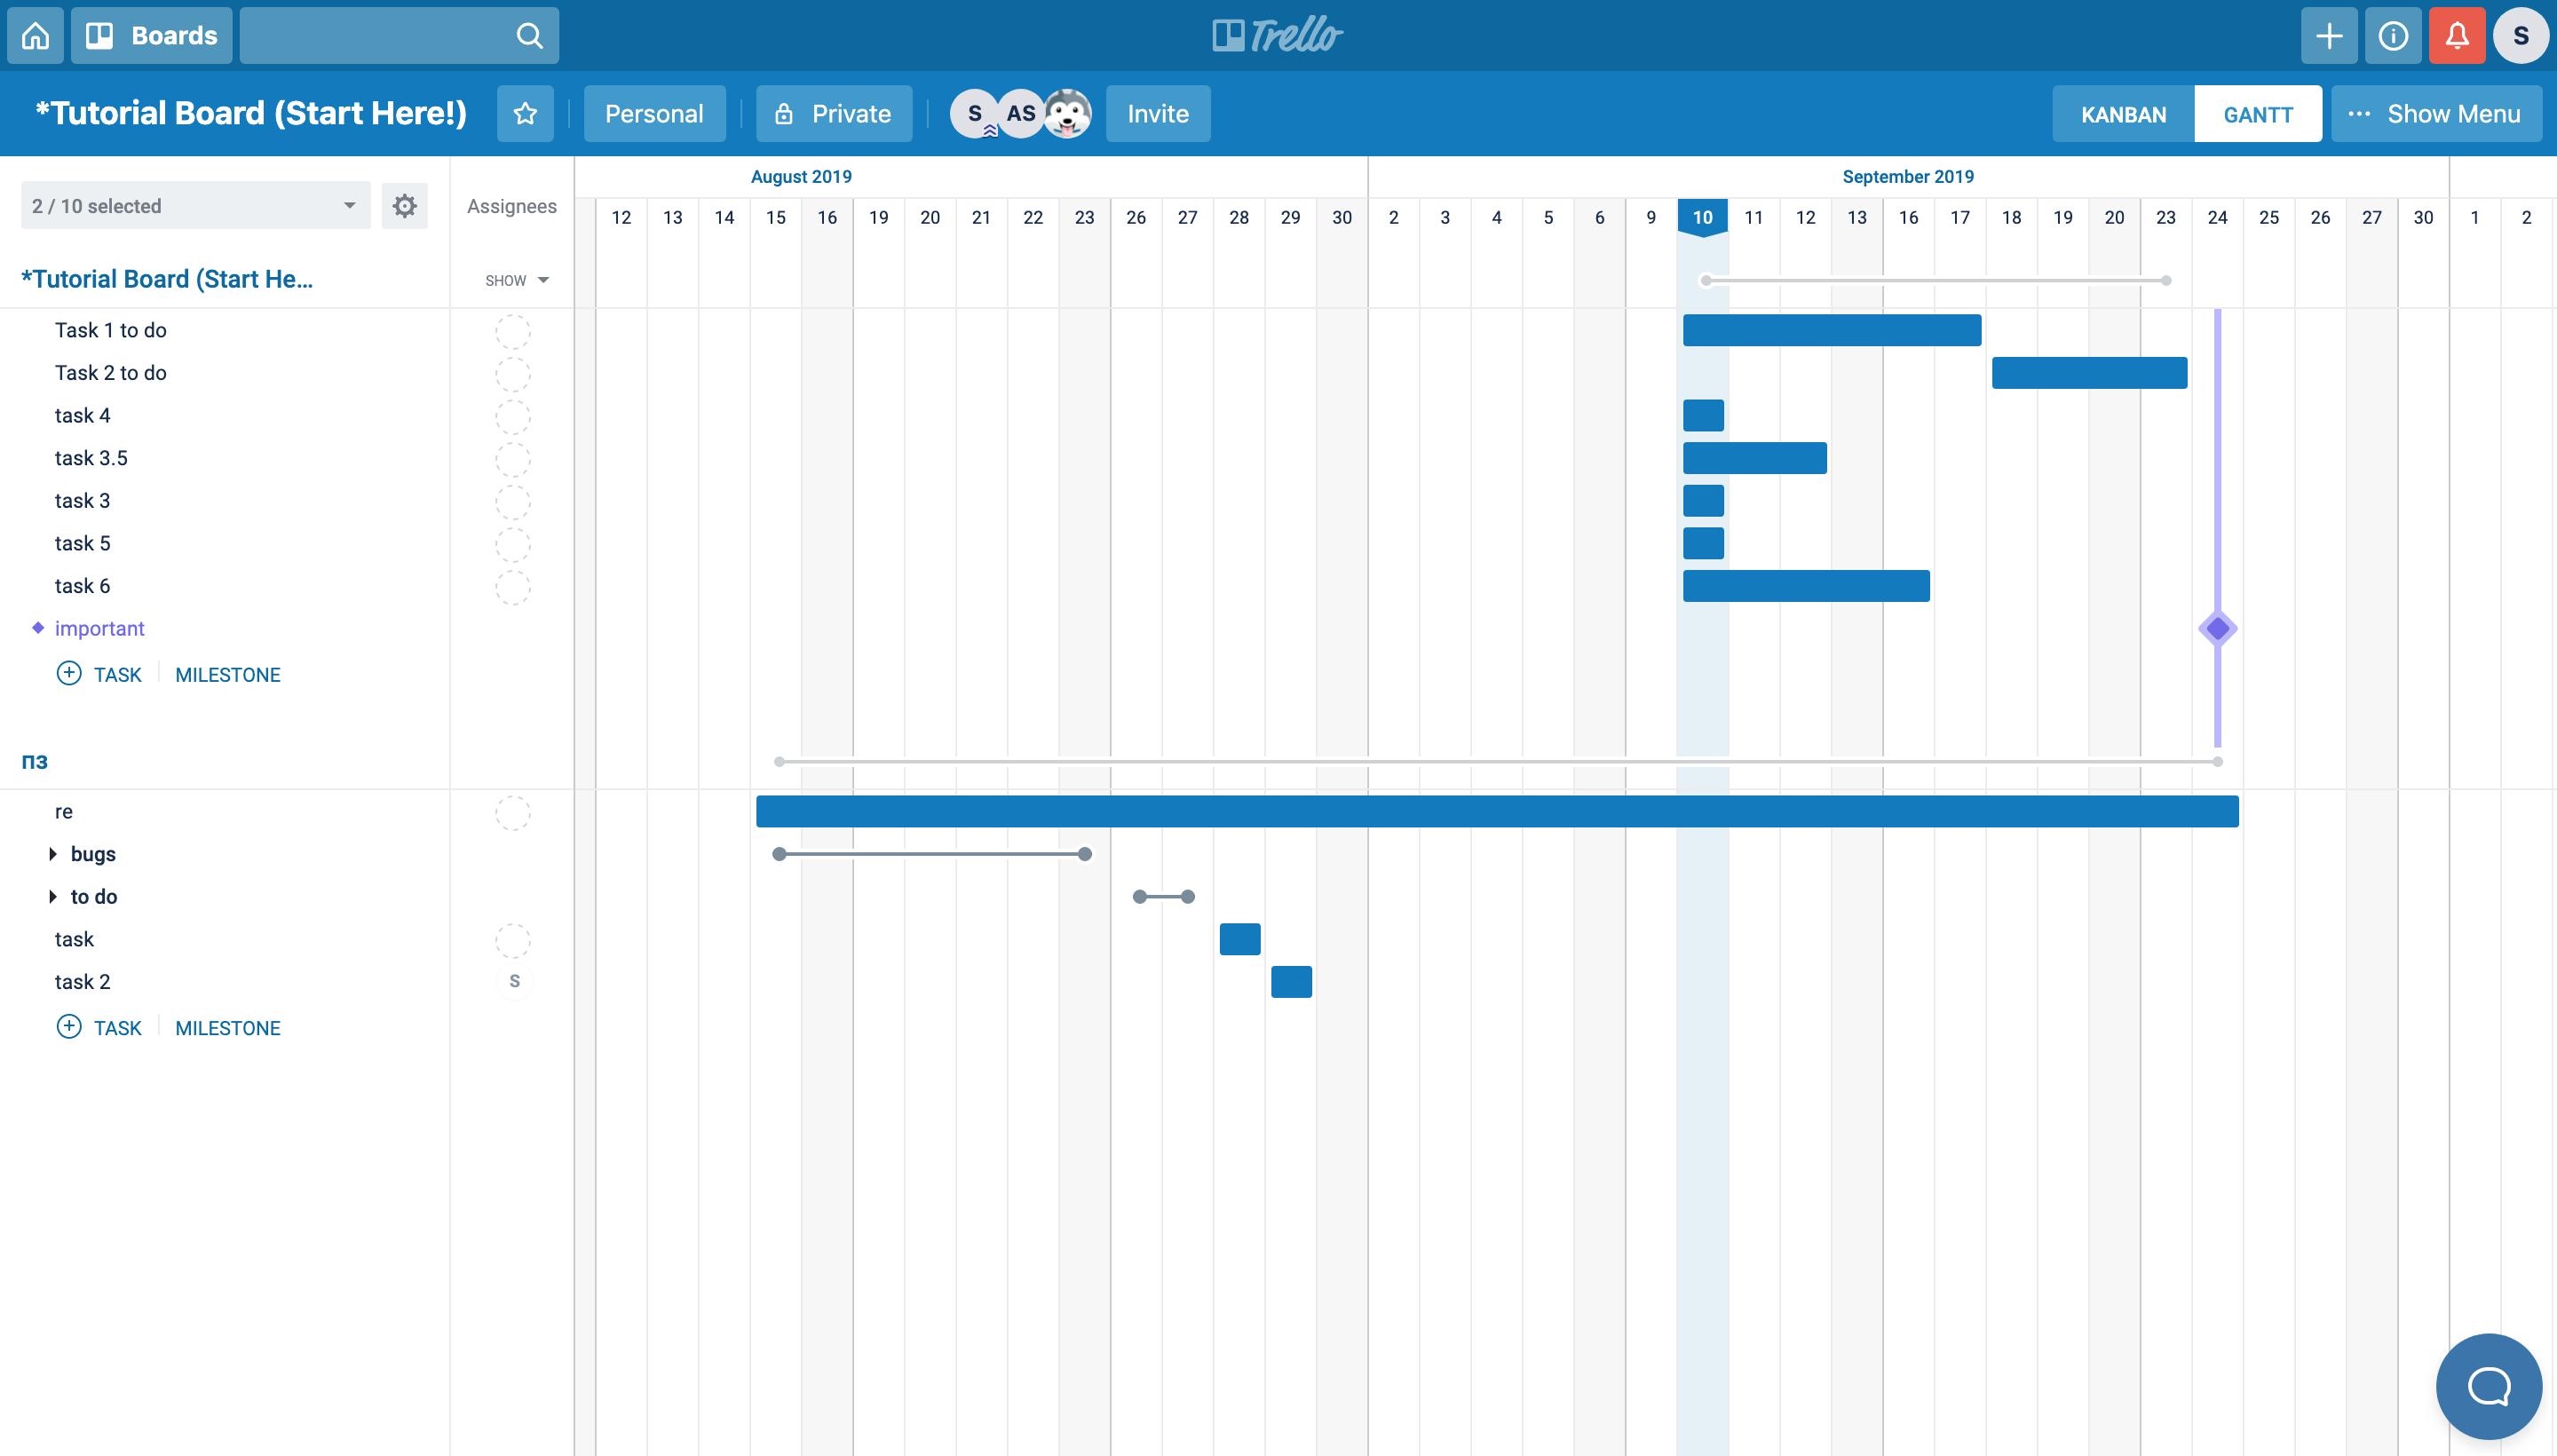 Boards
Trello
S
*Tutorial Board (Start Here!)
Personal
Private
S AS
Invite
KANBAN GANTT
Show Menu
August 2019 September 2019
2 / 10 selected
Assignees
12 13 14 15 16 19 20 21 22 23 26 27 28 29 30 2 3 4 5 6 9 10 11 12 13 16 17 18 19 20 23 24 25 26 27 30 1 2
*Tutorial Board (Start He...
SHOW
Task 1 to do
Task 2 to do
task 4
task 3.5
task 3
task 5
task 6
important
TASK MILESTONE
пз
re
bugs
to do
task
task 2 S
TASK MILESTONE